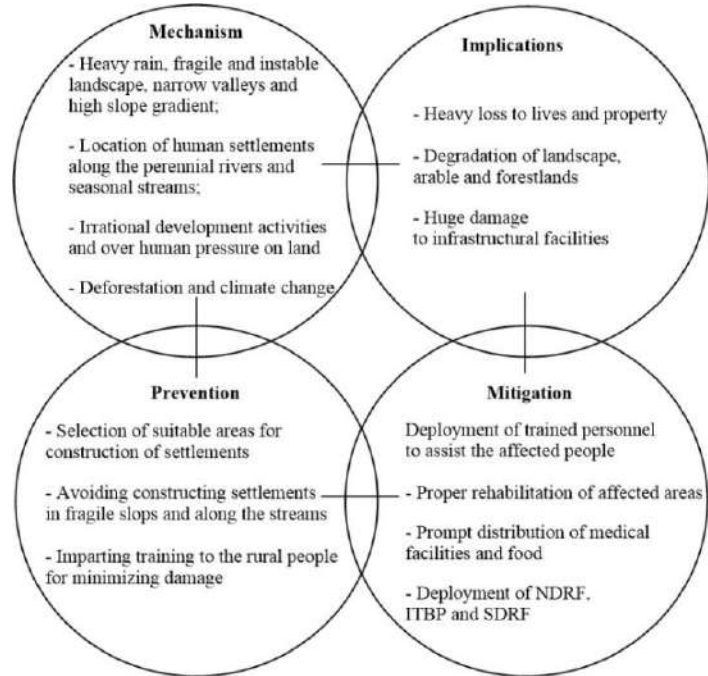 Mechanism
- Heavy rain, fragile and instable
landscape, narrow valleys and
high slope gradient;
- Location of human settlements
along the perennial rivers and
seasonal streams;
- Irrational development activities
and over human pressure on land
- Deforestation and climate change
Implications
- Heavy loss to lives and property
- Degradation of landscape,
arable and forestlands
- Huge damage
to infrastructural facilities
Prevention
- Selection of suitable areas for
construction of settlements
- Avoiding constructing settlements
in fragile slops and along the streams
- Imparting training to the rural people
for minimizing damage
Mitigation
Deployment of trained personnel
to assist the affected people
- Proper rehabilitation of affected areas
- Prompt distribution of medical
facilities and food
- Deployment of NDRF,
ITBP and SDRF